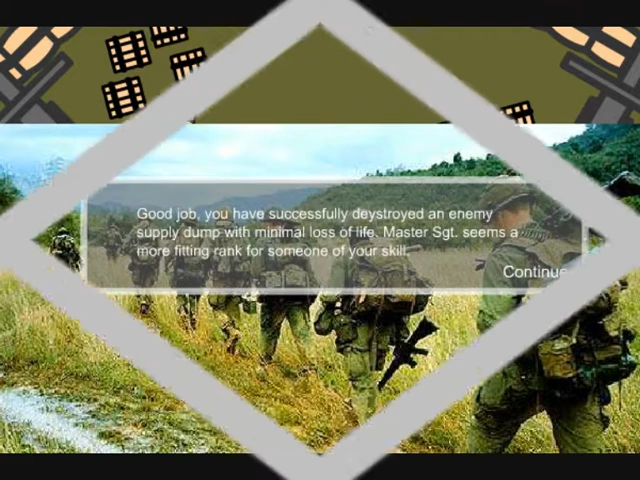 Good job, you have successfully deystroyed an enemy
supply dump with minimal loss of life. Master Sgt. seems a
more fitting rank for someone of your skill.
Continue